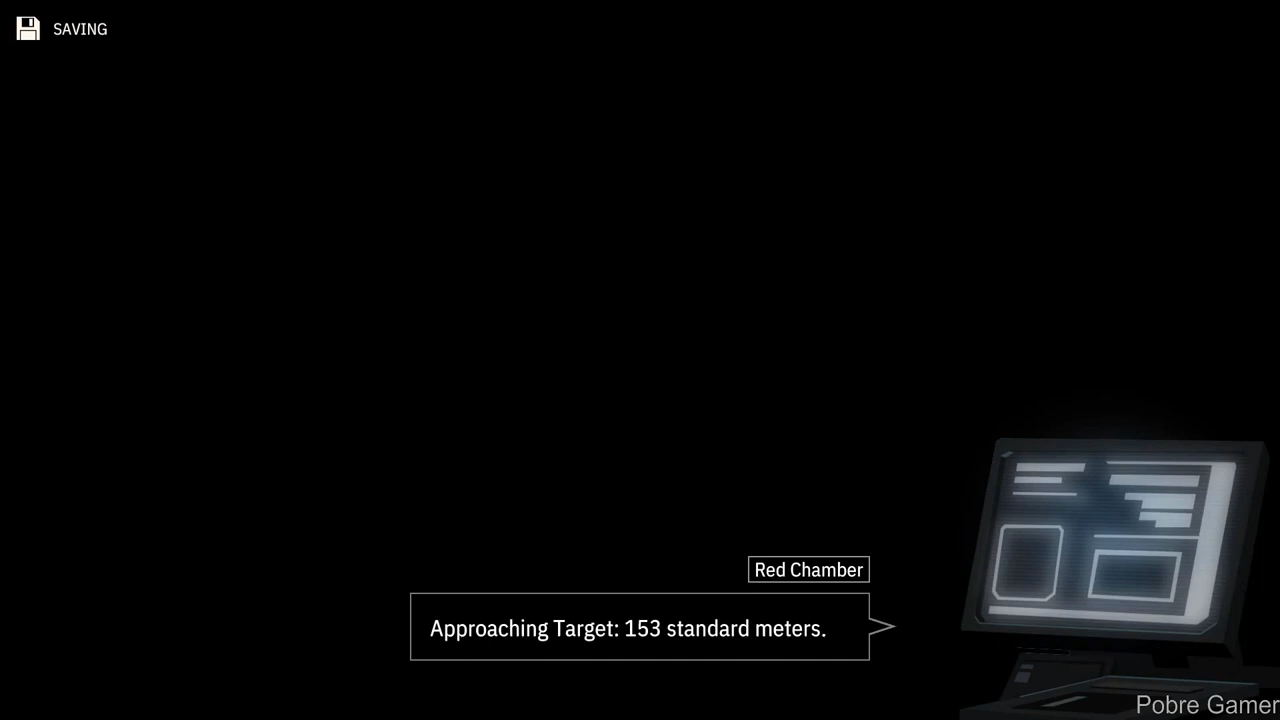 SAVING
Red Chamber
Approaching Target: 153 standard meters.
Pobre Gamer